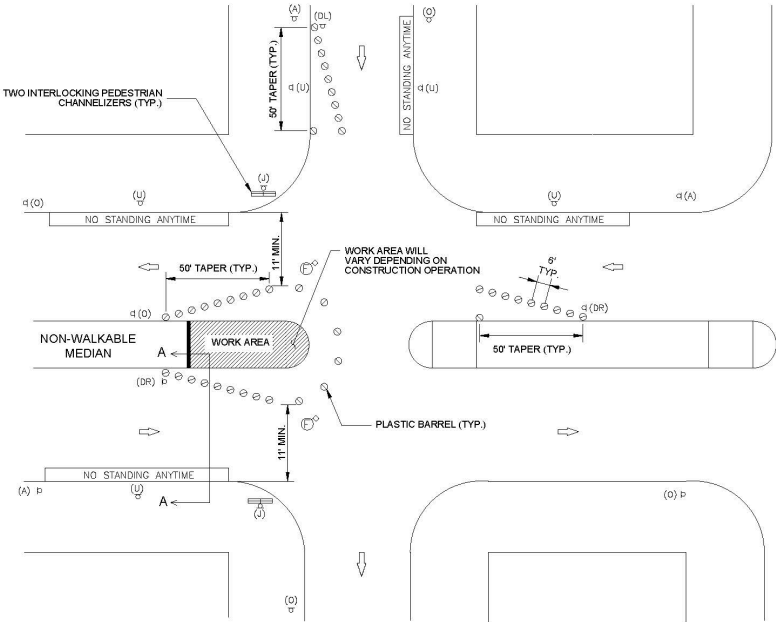 (A)
(DL)
(O)
50' TAPER (TYP.)
NO STANDING ANYTIME
(U)
(U)
TWO INTERLOCKING PEDESTRIAN
CHANNELIZERS (TYP.)
(J)
(O)
(U)
(U)
(A)
NO STANDING ANYTIME
NO STANDING ANYTIME
11' MIN.
50' TAPER (TYP.)
F
WORK AREA WILL
VARY DEPENDING ON
CONSTRUCTION OPERATION
6'
TYP.
(O)
(DR)
NON-WALKABLE
MEDIAN
A
WORK AREA
50' TAPER (TYP.)
(DR)
F
PLASTIC BARREL (TYP.)
11' MIN.
NO STANDING ANYTIME
(A)
(U)
A
(J)
(O)
(O)